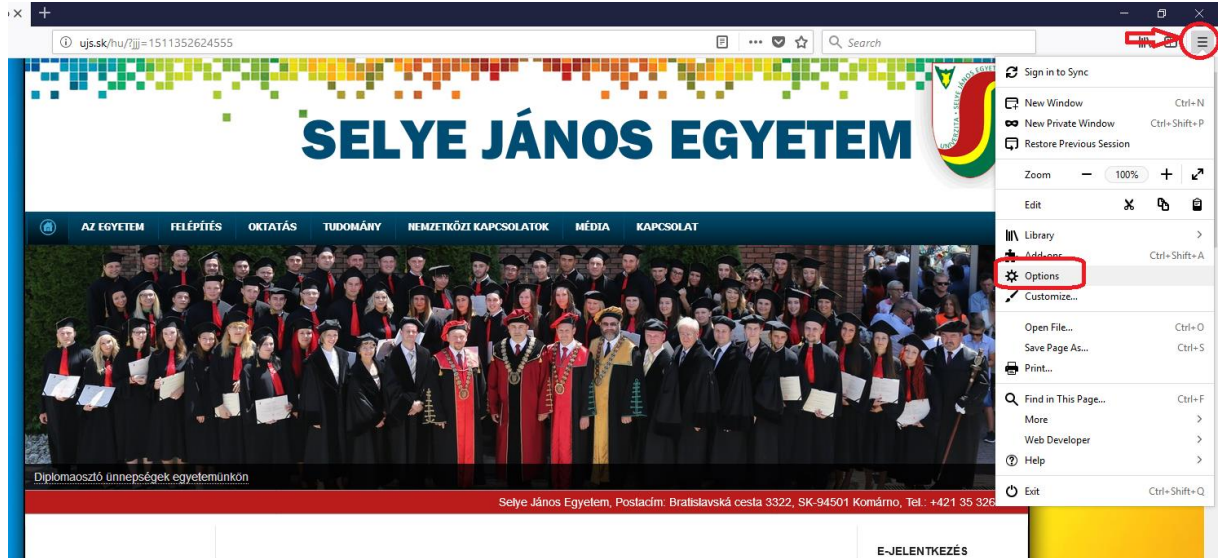 ujs.sk/hu/?jjj=1511352624555
Search
SELYE JÁNOS EGYETEM
AZ EGYETEM FELÉPÍTÉS OKTATÁS TUDOMÁNY NEMZETKÖZI KAPCSOLATOK MÉDIA KAPCSOLAT
Diplomaosztó ünnepségek egyetemünkön
Selye János Egyetem, Postacím: Bratislavská cesta 3322, SK-94501 Komárno, Tel.: +421 35 326
E-JELENTKEZÉS
Sign in to Sync
New Window Ctrl+N
New Private Window Ctrl+Shift+P
Restore Previous Session
Zoom 100%
Edit
Library
Add-ons Ctrl+Shift+A
Options
Customize...
Open File... Ctrl+O
Save Page As... Ctrl+S
Print...
Find in This Page... Ctrl+F
More
Web Developer
Help
Exit Ctrl+Shift+Q